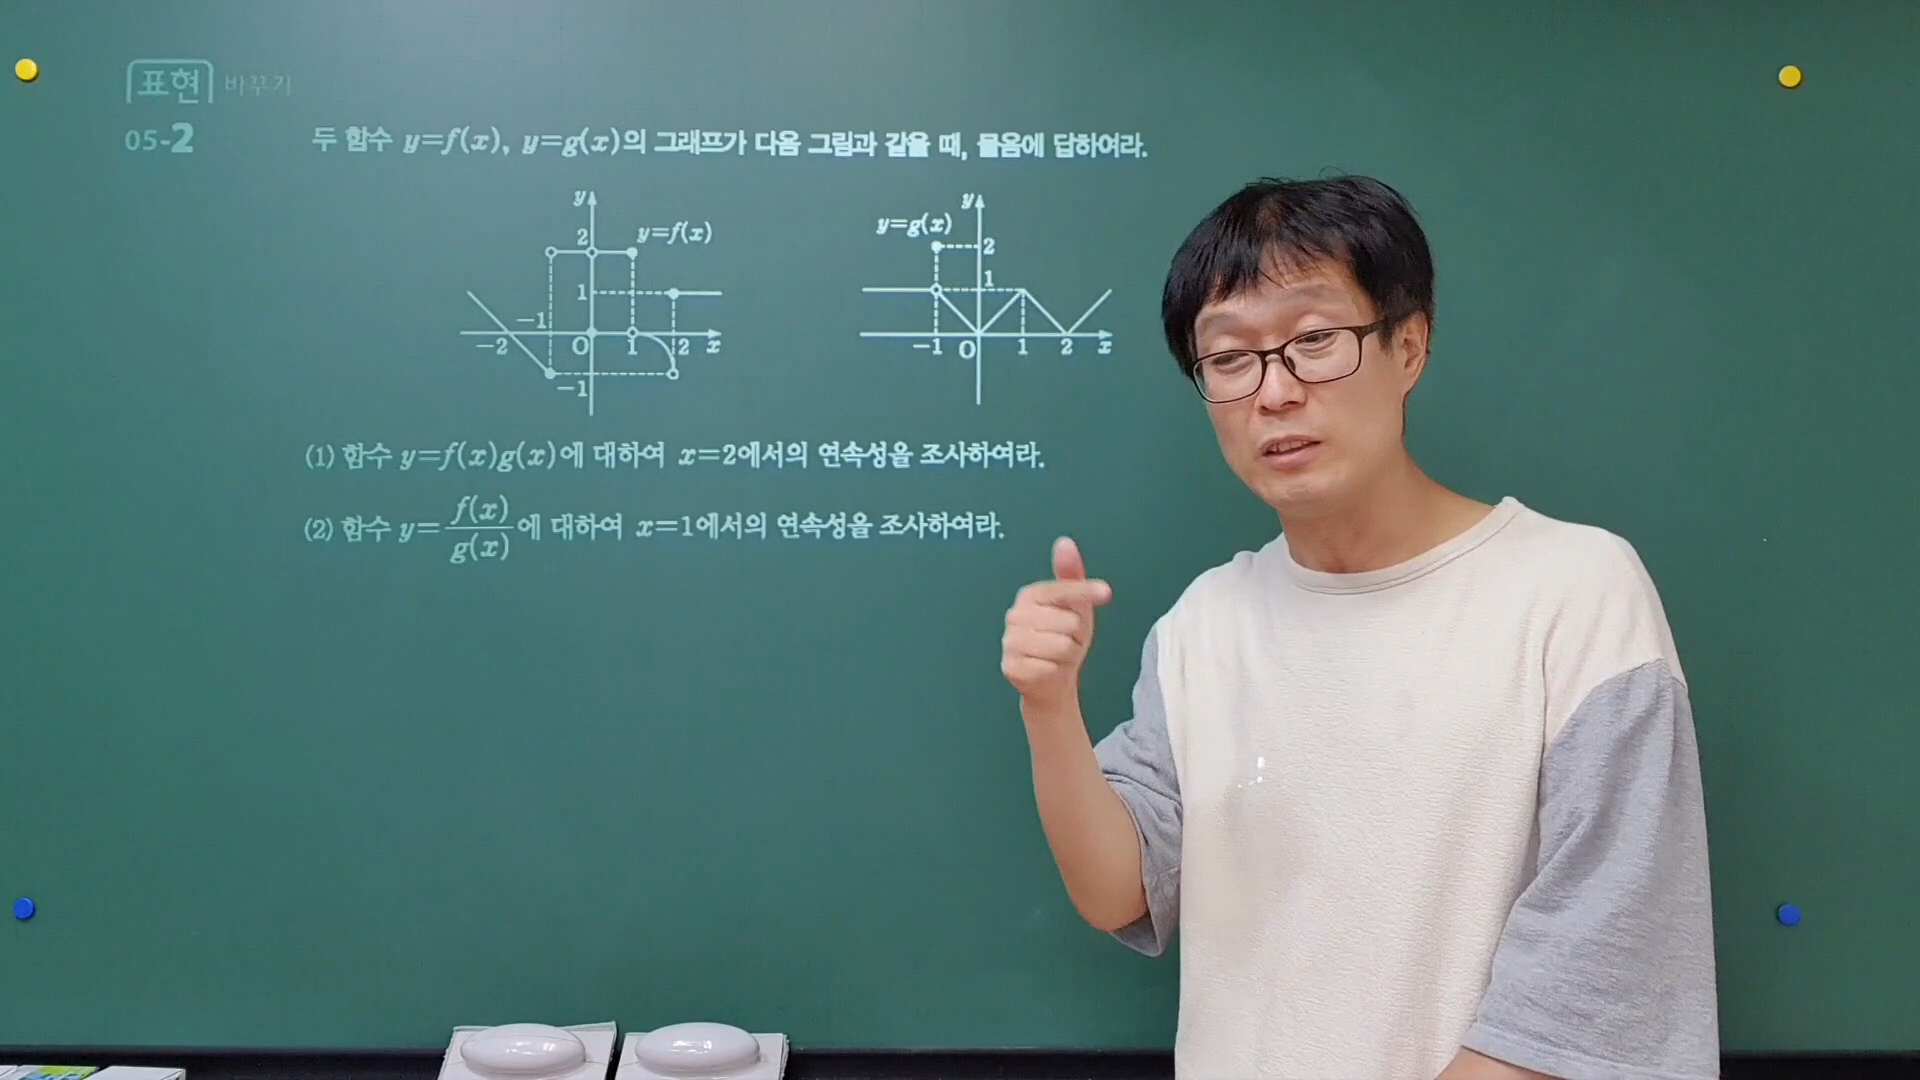 표현 바꾸기
05-2 두 함수 y=f(x), y=g(x)의 그래프가 다음 그림과 같을 때, 물음에 답하여라.
y
2
y=f(x)
1
-1
-2
O
1
2
x
-1
y
y=g(x)
2
1
-1
O
1
2
x
(1) 함수 y=f(x)g(x)에 대하여 x=2에서의 연속성을 조사하여라.
(2) 함수 y=f(x)/g(x)에 대하여 x=1에서의 연속성을 조사하여라.